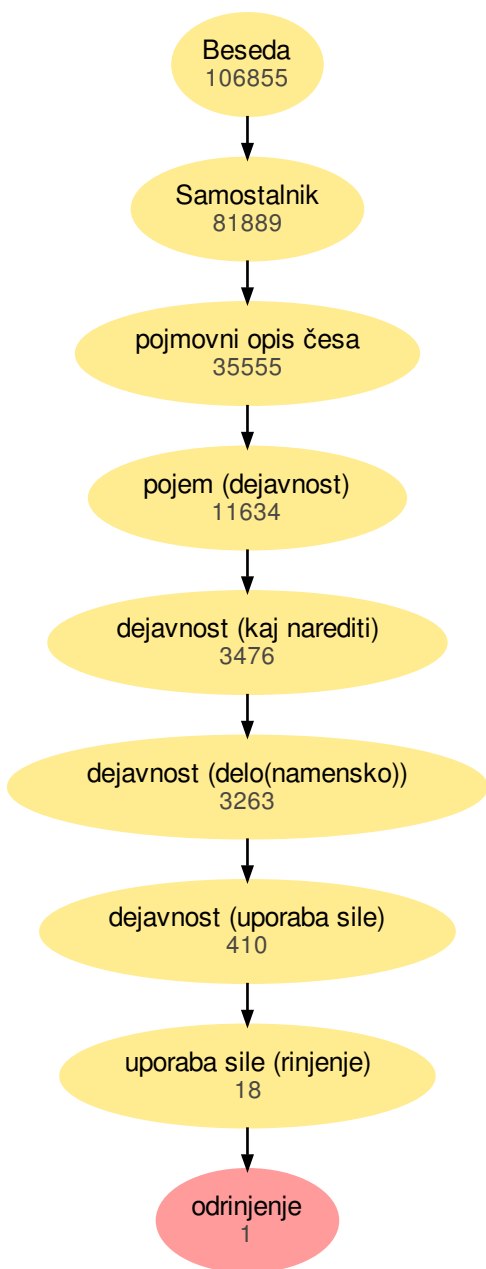 Beseda
106855
Samostalnik
81889
pojmovni opis česa
35555
pojem (dejavnost)
11634
dejavnost (kaj narediti)
3476
dejavnost (delo(namensko))
3263
dejavnost (uporaba sile)
410
uporaba sile (rinjenje)
18
odrinjenje
1